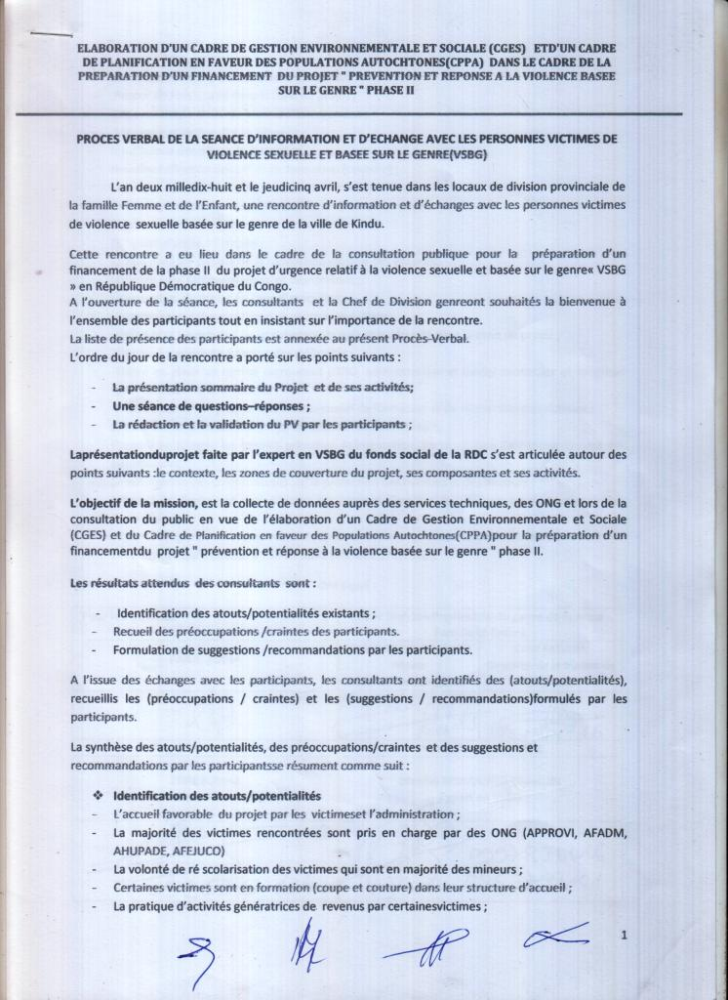 ELABORATION D'UN CADRE DE GESTION ENVIRONNEMENTALE ET SOCIALE (CGES) ETD'UN CADRE
DE PLANIFICATION EN FAVEUR DES POPULATIONS AUTOCHTONES(CPPA) DANS LE CADRE DE LA
PREPARATION D'UN FINANCEMENT DU PROJET " PREVENTION ET REPONSE A LA VIOLENCE BASEE
SUR LE GENRE " PHASE II
PROCES VERBAL DE LA SEANCE D'INFORMATION ET D'ECHANGE AVEC LES PERSONNES VICTIMES DE
VIOLENCE SEXUELLE ET BASEE SUR LE GENRE(VSBG)
L'an deux milledix-huit et le jeudicinq avril, s'est tenue dans les locaux de division provinciale de
la famille Femme et de l'Enfant, une rencontre d'information et d'échanges avec les personnes victimes
de violence sexuelle basée sur le genre de la ville de Kindu.
Cette rencontre a eu lieu dans le cadre de la consultation publique pour la préparation d'un
financement de la phase II du projet d'urgence relatif à la violence sexuelle et basée sur le genre« VSBG
» en République Démocratique du Congo.
A l'ouverture de la séance, les consultants et la Chef de Division genreont souhaités la bienvenue à
l'ensemble des participants tout en insistant sur l'importance de la rencontre.
La liste de présence des participants est annexée au présent Procès-Verbal.
L'ordre du jour de la rencontre a porté sur les points suivants :
- La présentation sommaire du Projet et de ses activités;
- Une séance de questions–réponses ;
- La rédaction et la validation du PV par les participants ;
Laprésentationduprojet faite par l'expert en VSBG du fonds social de la RDC s'est articulée autour des
points suivants :le contexte, les zones de couverture du projet, ses composantes et ses activités.
L'objectif de la mission, est la collecte de données auprès des services techniques, des ONG et lors de la
consultation du public en vue de l'élaboration d'un Cadre de Gestion Environnementale et Sociale
(CGES) et du Cadre de Planification en faveur des Populations Autochtones(CPPA)pour la préparation d'un
financementdu projet " prévention et réponse à la violence basée sur le genre " phase II.
Les résultats attendus des consultants sont :
- Identification des atouts/potentialités existants ;
- Recueil des préoccupations /craintes des participants.
- Formulation de suggestions /recommandations par les participants.
A l'issue des échanges avec les participants, les consultants ont identifiés des (atouts/potentialités),
recueillis les (préoccupations / craintes) et les (suggestions / recommandations)formulés par les
participants.
La synthèse des atouts/potentialités, des préoccupations/craintes et des suggestions et
recommandations par les participantsse résument comme suit :
❖ Identification des atouts/potentialités
- L'accueil favorable du projet par les victimeset l'administration ;
- La majorité des victimes rencontrées sont pris en charge par des ONG (APPROVI, AFADM,
AHUPADE, AFEJUCO)
- La volonté de ré scolarisation des victimes qui sont en majorité des mineurs ;
- Certaines victimes sont en formation (coupe et couture) dans leur structure d'accueil ;
- La pratique d'activités génératrices de revenus par certainesvictimes ;
1